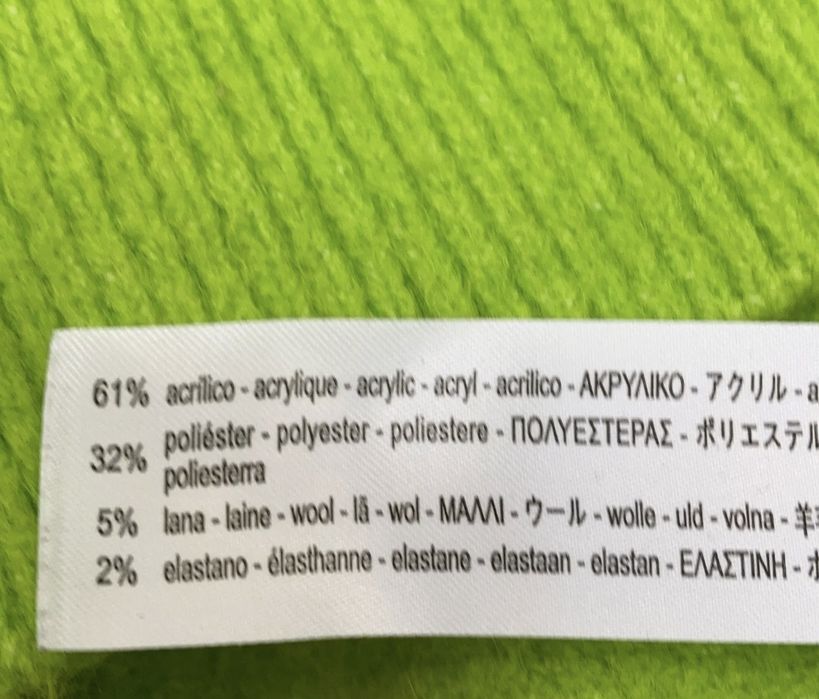 61% acrílico - acrylique - acrylic - acryl - acrilico - ΑΚΡΥΛΙΚΟ - アクリル - a
32% poliéster - polyester - poliestere - ΠΟΛΥΕΣΤΕΡΑΣ - ポリエステル
poliesterra
5% lana - laine - wool - lã - wol - ΜΑΛΛΙ - ウール - wolle - uld - volna - 羊
2% elastano - élasthanne - elastane - elastaan - elastan - ΕΛΑΣΤΙΝΗ - ポ